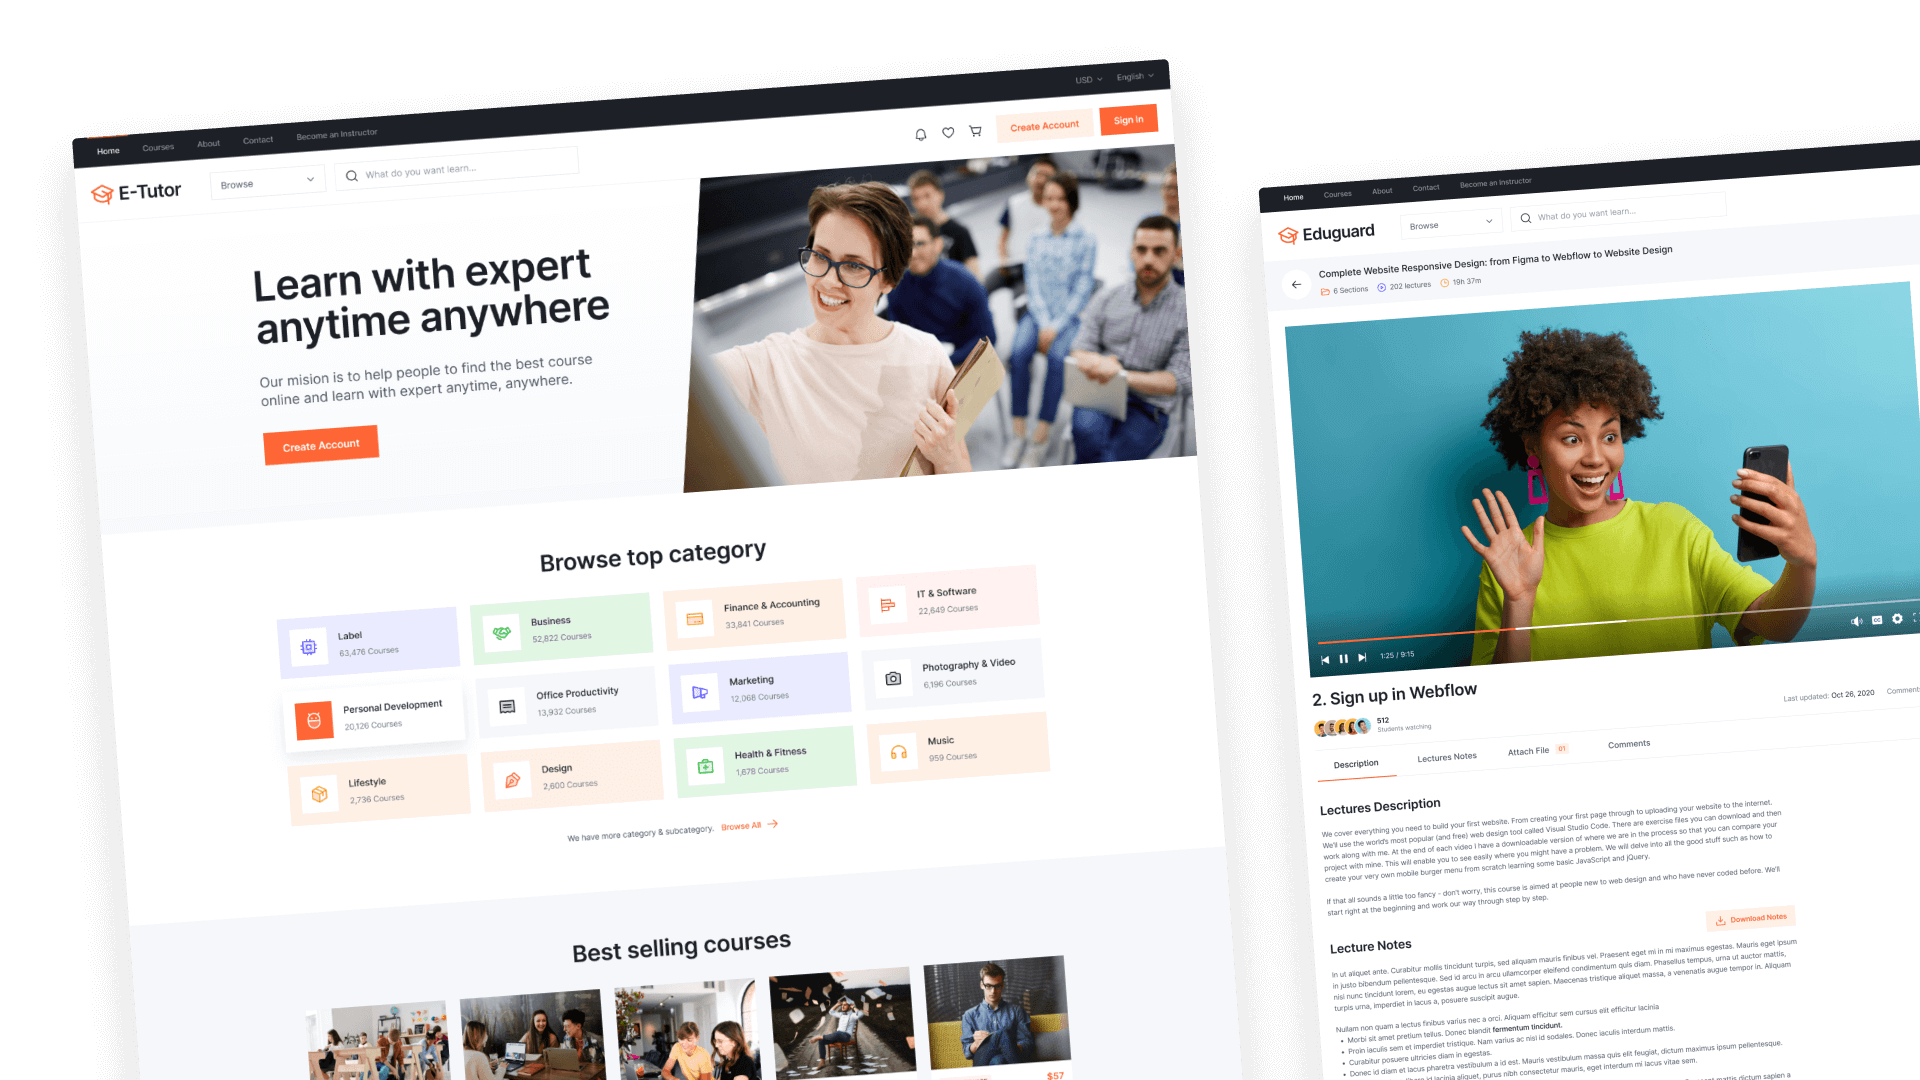 USD English
Home Courses About Contact Become an Instructor
Create Account Sign In
E-Tutor Browse What do you want learn...
Learn with expert
anytime anywhere
Our mision is to help people to find the best course
online and learn with expert anytime, anywhere.
Create Account
Browse top category
Label
63,476 Courses
Business
52,822 Courses
Finance & Accounting
33,841 Courses
IT & Software
22,649 Courses
Personal Development
20,126 Courses
Office Productivity
13,932 Courses
Marketing
12,068 Courses
Photography & Video
6,196 Courses
Lifestyle
2,736 Courses
Design
2,600 Courses
Health & Fitness
1,678 Courses
Music
959 Courses
We have more category & subcategory. Browse All
Best selling courses
$57
Home Courses About Contact Become an Instructor
Eduguard Browse What do you want learn...
Complete Website Responsive Design: from Figma to Webflow to Website Design
6 Sections 202 lectures 19h 37m
1:25 / 9:15
2. Sign up in Webflow
Last updated: Oct 26, 2020 Comments
512
Students watching
Description Lectures Notes Attach File 01 Comments
Lectures Description
We cover everything you need to build your first website. From creating your first page through to uploading your website to the internet.
We'll use the world's most popular (and free) web design tool called Visual Studio Code. There are exercise files you can download and then
work along with me. At the end of each video I have a downloadable version of where we are in the process so that you can compare your
project with mine. This will enable you to see easily where you might have a problem. We will delve into all the good stuff such as how to
create your very own mobile burger menu from scratch learning some basic JavaScript and jQuery.
If that all sounds a little too fancy - don't worry, this course is aimed at people new to web design and who have never coded before. We'll
start right at the beginning and work our way through step by step.
Download Notes
Lecture Notes
In ut aliquet ante. Curabitur mollis tincidunt turpis, sed aliquam mauris finibus vel. Praesent eget mi in mi maximus egestas. Mauris eget ipsum
in justo bibendum pellentesque. Sed id arcu in arcu ullamcorper eleifend condimentum quis diam. Phasellus tempus, urna ut auctor mattis,
nisi nunc tincidunt lorem, eu egestas augue lectus sit amet sapien. Maecenas tristique aliquet massa, a venenatis augue tempor in. Aliquam
turpis urna, imperdiet in lacus a, posuere suscipit augue.
Nullam non quam a lectus finibus varius nec a orci. Aliquam efficitur sem cursus elit efficitur lacinia
• Morbi sit amet pretium tellus. Donec blandit fermentum tincidunt.
• Proin iaculis sem et imperdiet tristique. Nam varius ac nisl id sodales. Donec iaculis interdum mattis.
• Curabitur posuere ultricies diam in egestas.
• Donec id diam et lacus pharetra vestibulum a id est. Mauris vestibulum massa quis elit feugiat, dictum maximus ipsum pellentesque.
libero id lacinia aliquet, purus nibh consectetur mauris, eget interdum mi lacus vitae sem.
mattis dictum sapien a